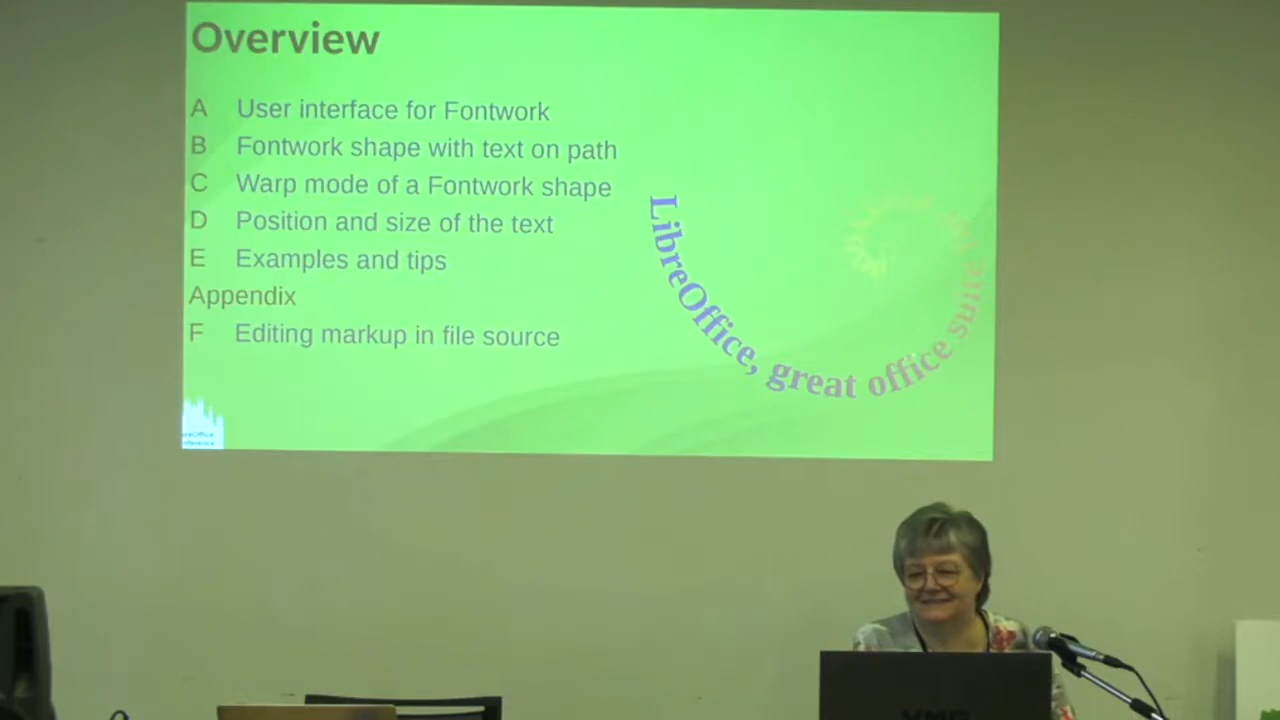 Overview
A User interface for Fontwork
B Fontwork shape with text on path
C Warp mode of a Fontwork shape
D Position and size of the text
E Examples and tips
Appendix
F Editing markup in file source
LibreOffice, great office suite